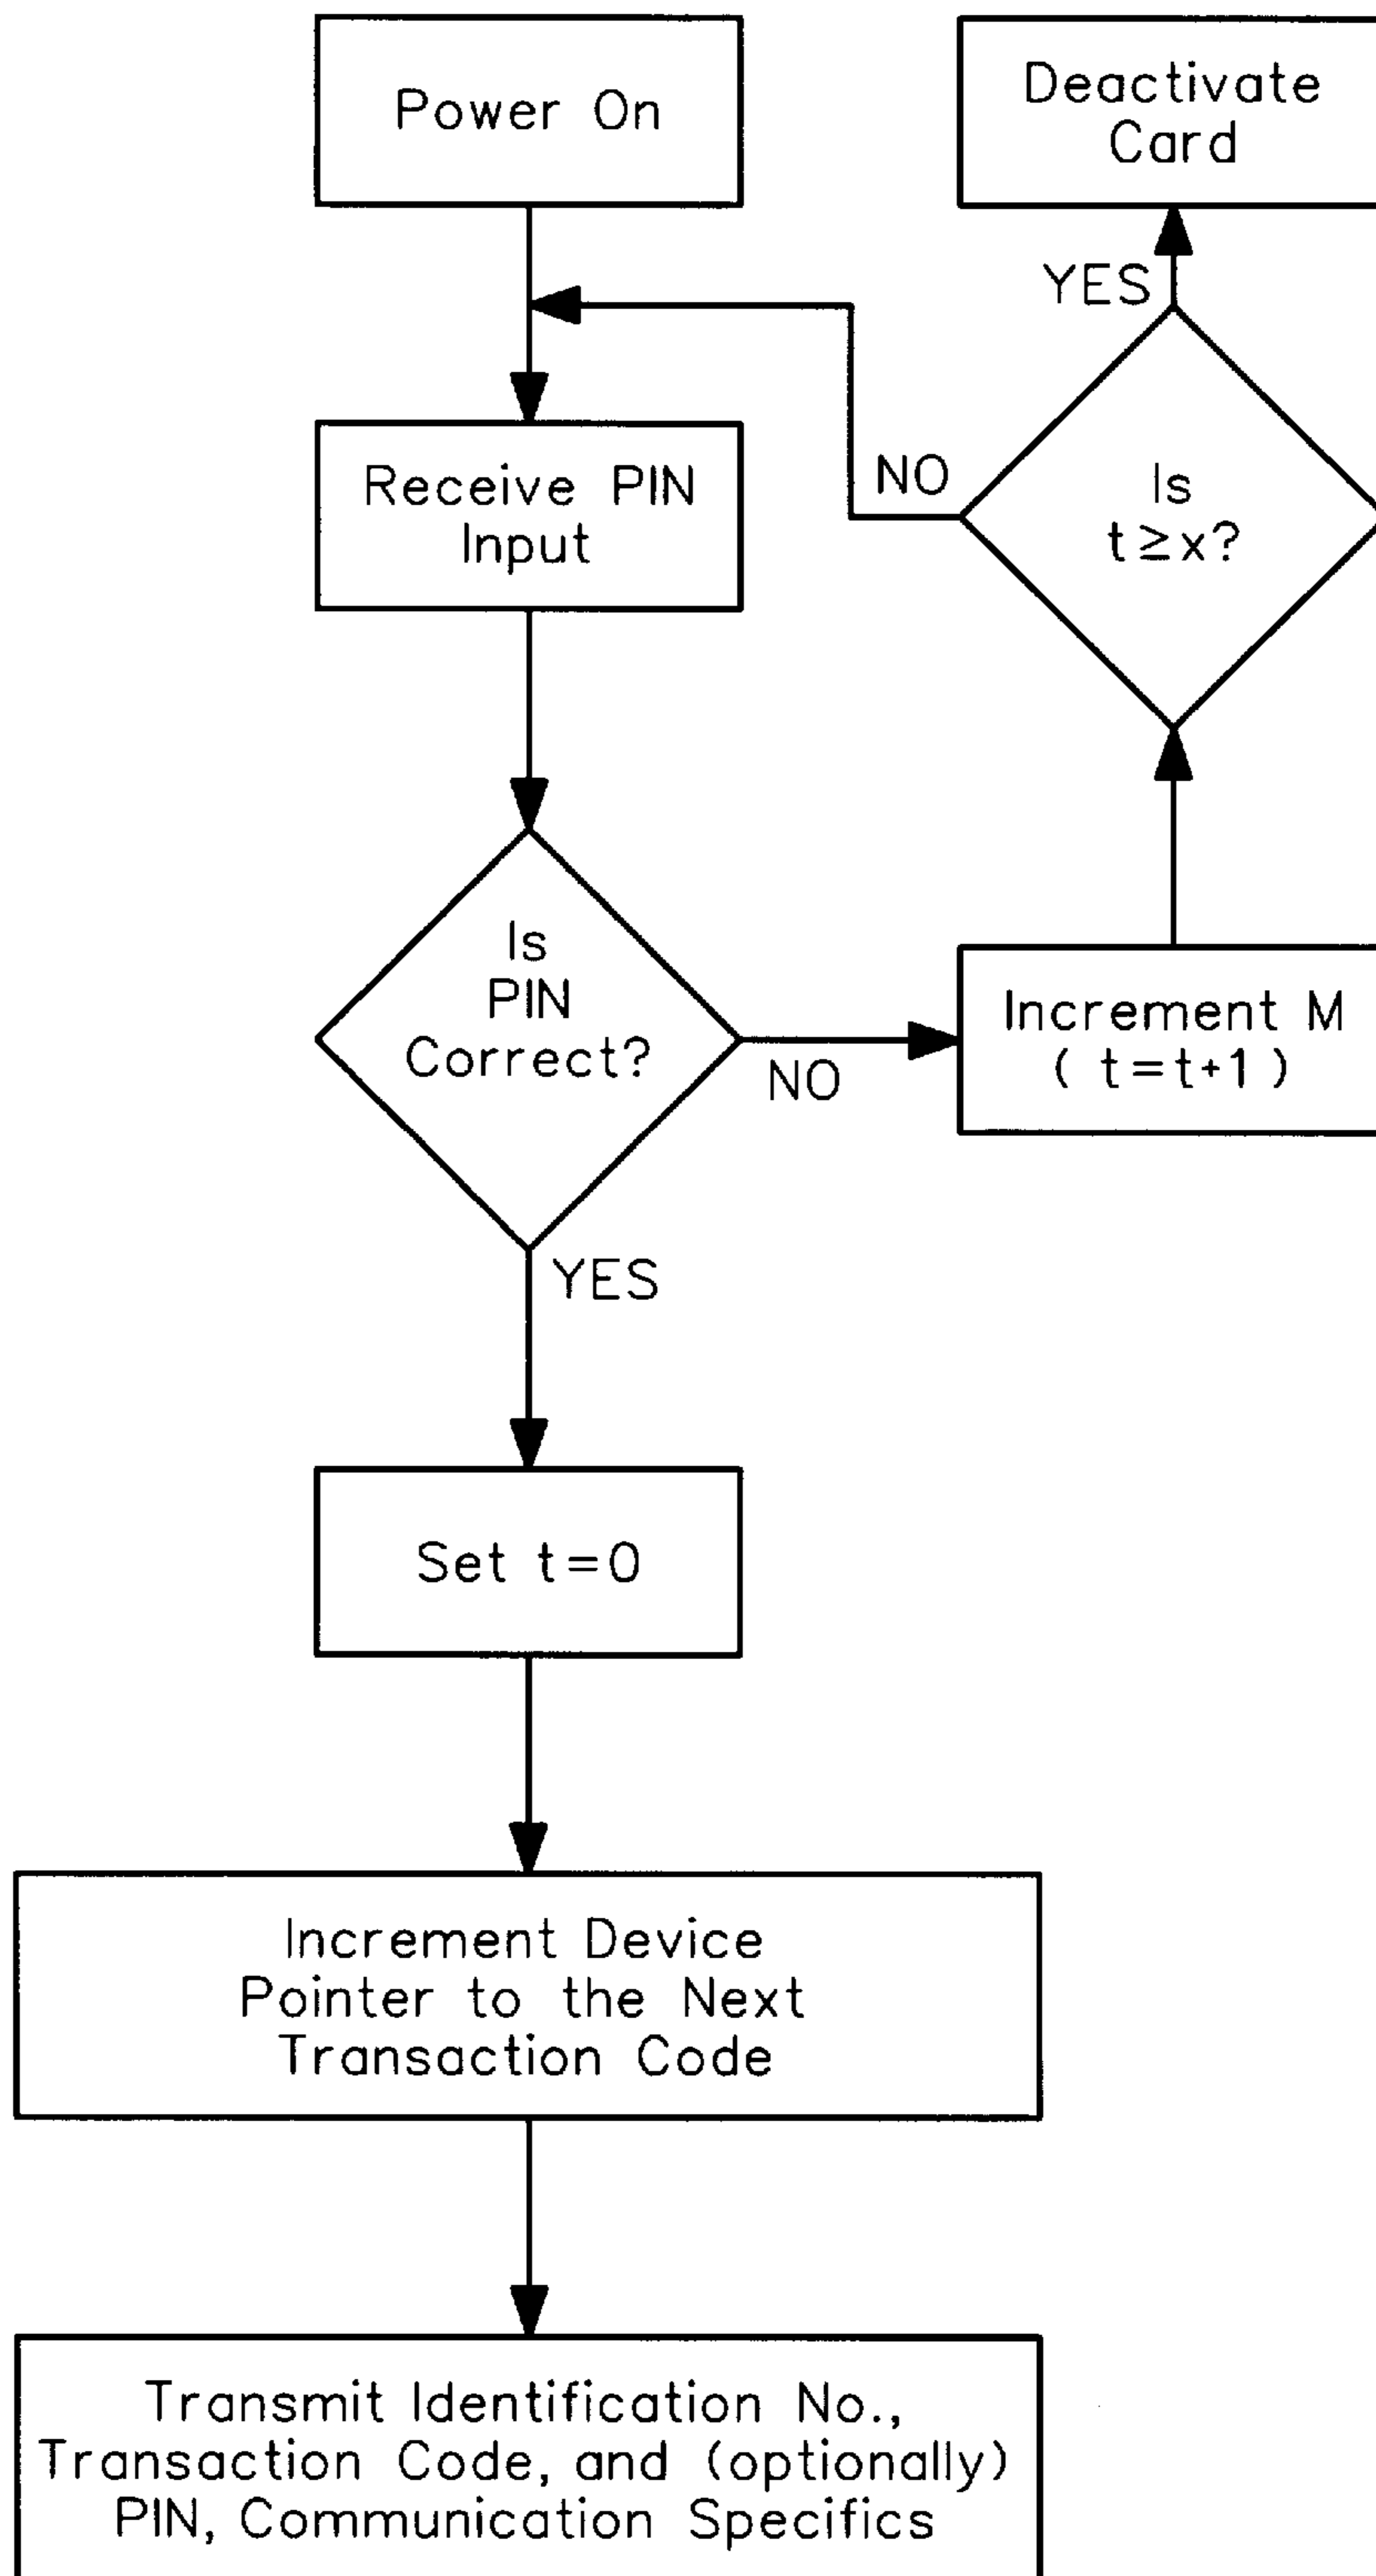 Power On
Deactivate
Card
YES
Receive PIN
Input
NO
Is
t≥x?
Is
PIN
Correct?
NO
Increment M
( t=t+1 )
YES
Set t=0
Increment Device
Pointer to the Next
Transaction Code
Transmit Identification No.,
Transaction Code, and (optionally)
PIN, Communication Specifics